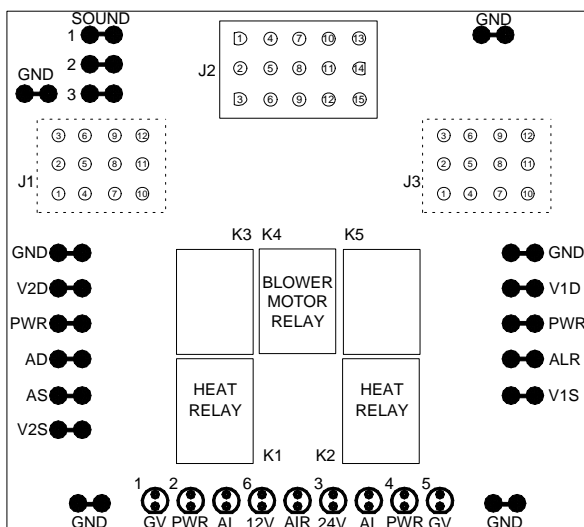 SOUND
1
2
3
GND
GND
J2
1 4 7 10 13
2 5 8 11 14
3 6 9 12 15
J1
3 6 9 12
2 5 8 11
1 4 7 10
J3
3 6 9 12
2 5 8 11
1 4 7 10
K3 K4 K5
BLOWER
MOTOR
RELAY
HEAT
RELAY
HEAT
RELAY
K1 K2
GND
V2D
PWR
AD
AS
V2S
GND
V1D
PWR
ALR
V1S
1 2 6 3 4 5
GND GV PWR AL 12V AIR 24V AL PWR GV GND